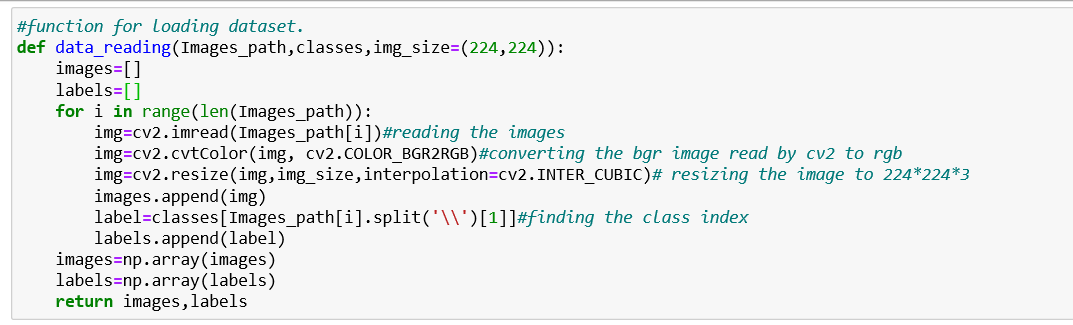 #function for loading dataset.
def data_reading(Images_path,classes,img_size=(224,224)):
    images=[]
    labels=[]
    for i in range(len(Images_path)):
        img=cv2.imread(Images_path[i])#reading the images
        img=cv2.cvtColor(img, cv2.COLOR_BGR2RGB)#converting the bgr image read by cv2 to rgb
        img=cv2.resize(img,img_size,interpolation=cv2.INTER_CUBIC)# resizing the image to 224*224*3
        images.append(img)
        label=classes[Images_path[i].split('\\')[1]]#finding the class index
        labels.append(label)
    images=np.array(images)
    labels=np.array(labels)
    return images,labels